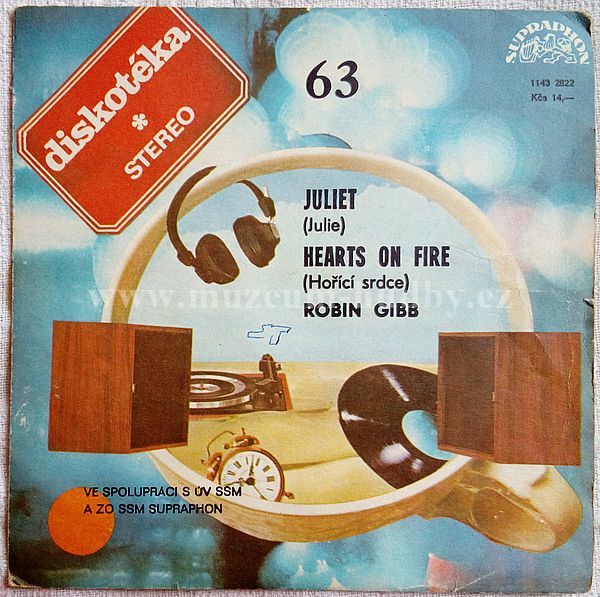 diskotéka
*
STEREO
63
SUPRAPHON
1143 2822
Kčs 14,—
JULIET
(Julie)
HEARTS ON FIRE
(Hořící srdce)
ROBIN GIBB
VE SPOLUPRÁCI S ÚV SSM
A ZO SSM SUPRAPHON